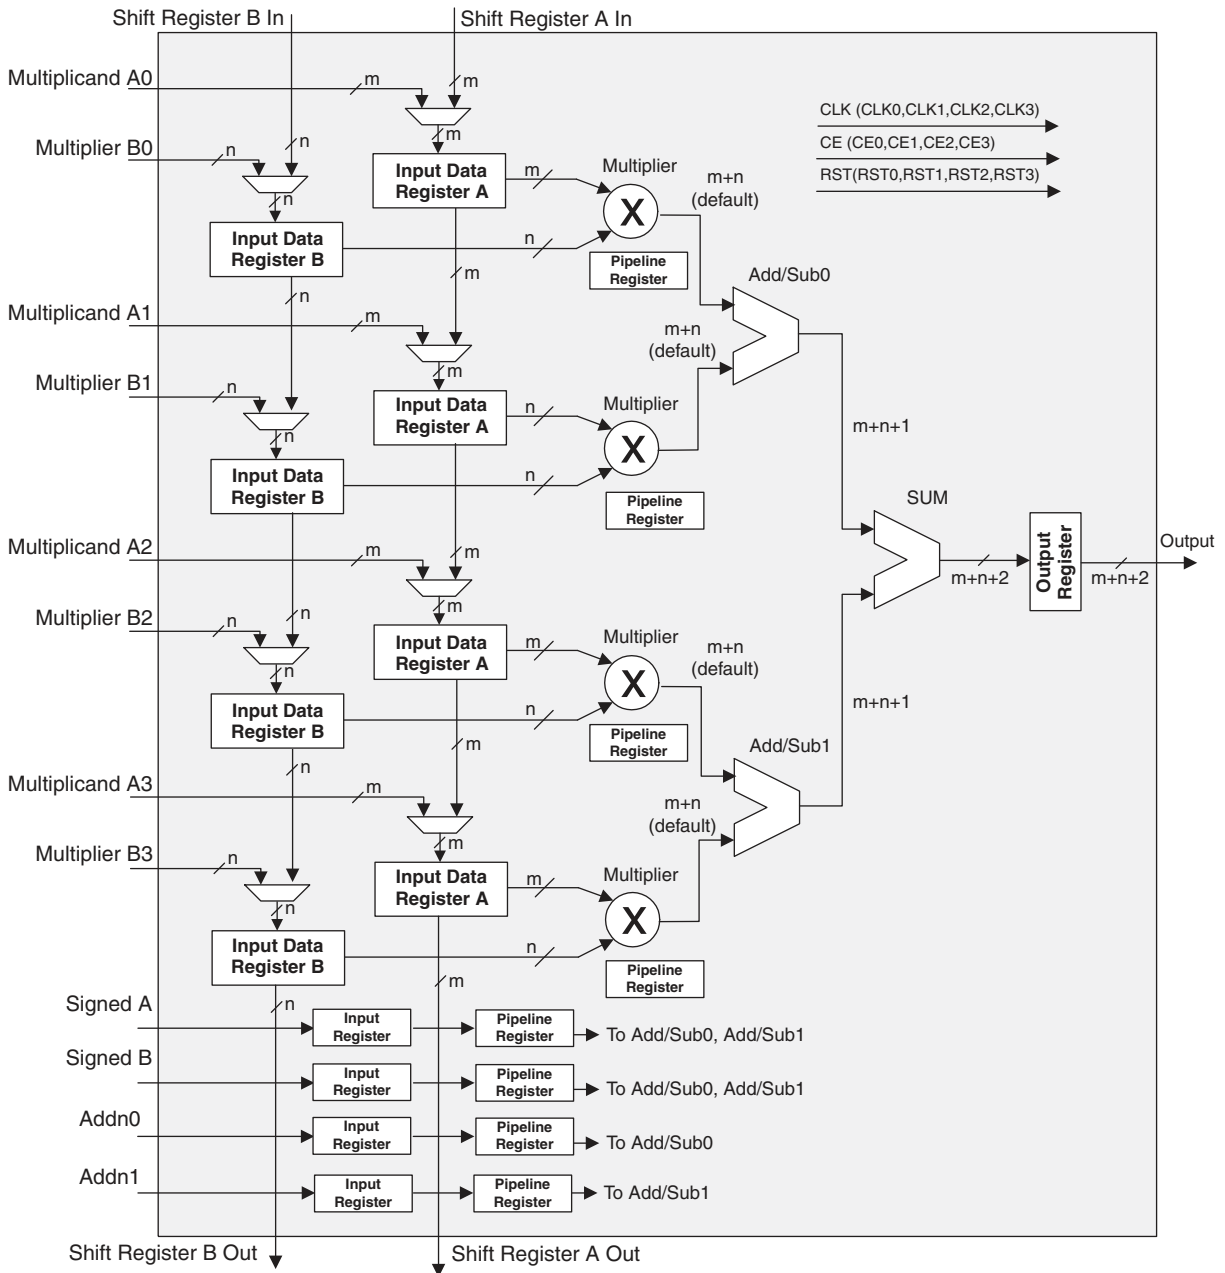 Shift Register B In
Shift Register A In
Multiplicand A0
m
m
CLK (CLK0,CLK1,CLK2,CLK3)
CE (CE0,CE1,CE2,CE3)
RST(RST0,RST1,RST2,RST3)
m
Multiplier B0
n
n
n
Input Data
Register A
m
Multiplier
X
m+n
(default)
Input Data
Register B
n
Pipeline
Register
m
n
Add/Sub0
Multiplicand A1
m
m
m+n
(default)
Multiplier B1
n
n
Input Data
Register A
n
Multiplier
X
m+n+1
Input Data
Register B
n
Pipeline
Register
SUM
Multiplicand A2
m
m
m
m+n+2
Output
Register
m+n+2
Output
Multiplier B2
n
n
n
Input Data
Register A
m
Multiplier
X
m+n
(default)
m+n+1
Input Data
Register B
n
Pipeline
Register
m
n
Add/Sub1
Multiplicand A3
m
m
m+n
(default)
Multiplier B3
n
n
Input Data
Register A
m
Multiplier
X
Input Data
Register B
n
Pipeline
Register
m
n
Signed A
Input
Register
Pipeline
Register
To Add/Sub0, Add/Sub1
Signed B
Input
Register
Pipeline
Register
To Add/Sub0, Add/Sub1
Addn0
Input
Register
Pipeline
Register
To Add/Sub0
Addn1
Input
Register
Pipeline
Register
To Add/Sub1
Shift Register B Out
Shift Register A Out